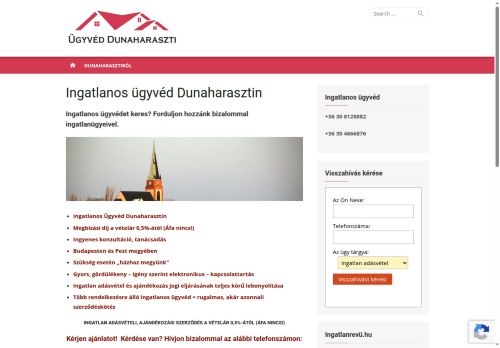 ÜGYVÉD DUNAHARASZTI
Search ...
DUNAHARASZTIRÓL
Ingatlanos ügyvéd Dunaharasztin
Ingatlanos ügyvédet keres? Forduljon hozzánk bizalommal
ingatlanügyeivel.
Ingatlanos Ügyvéd Dunaharasztin
Megbízási díj a vételár 0,5%-ától (Áfa nincs!)
Ingyenes konzultáció, tanácsadás
Budapesten és Pest megyében
Szükség esetén „házhoz megyünk"
Gyors, gördülékeny – igény szerint elektronikus – kapcsolattartás
Ingatlan adásvétel és ajándékozás jogi eljárásainak teljes körű lebonyolítása
Több rendelkezésre álló ingatlanos ügyvéd = rugalmas, akár azonnali
szerződéskötés
INGATLAN ADÁSVÉTELI, AJÁNDÉKOZÁSI SZERZŐDÉS A VÉTELÁR 0,5%-ÁTÓL (ÁFA NINCS!)
Kérjen ajánlatot! Kérdése van? Hívjon bizalommal az alábbi telefonszámon:
Ingatlanos ügyvéd
+36 30 8128882
+36 30 4666876
Visszahívás kérése
Az Ön Neve:
Telefonszáma:
Az ügy tárgya:
Ingatlan adásvétel
Visszahívást kérek!
Ingatlanrevü.hu